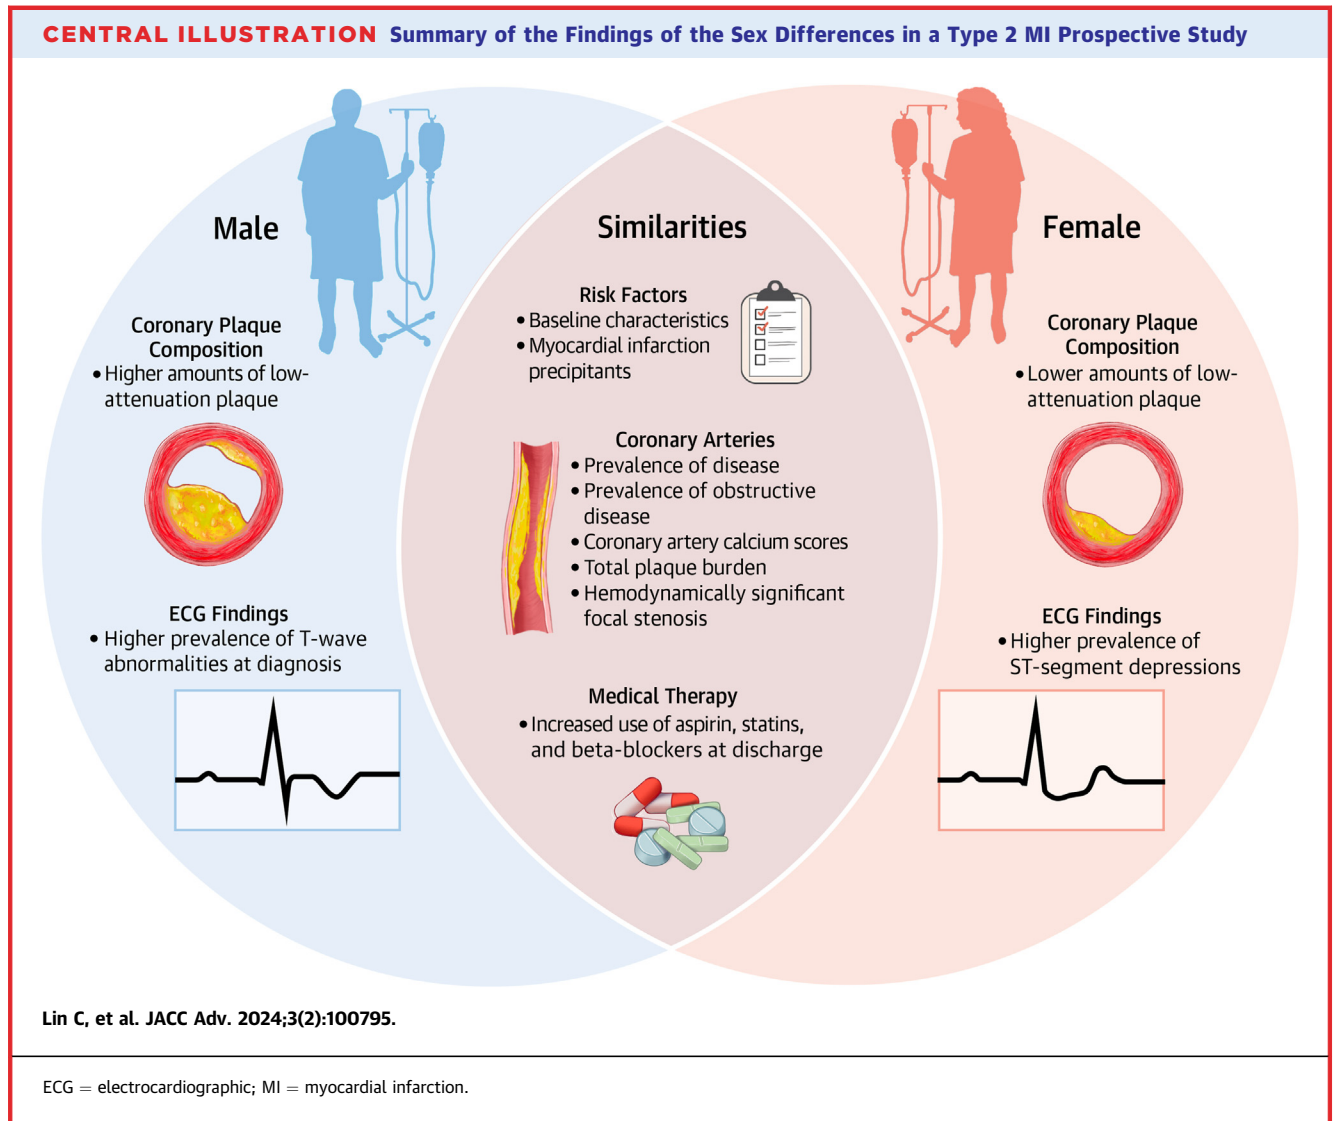 CENTRAL ILLUSTRATION Summary of the Findings of the Sex Differences in a Type 2 MI Prospective Study
Male
Coronary Plaque
Composition
• Higher amounts of low-
attenuation plaque
ECG Findings
• Higher prevalence of T-wave
abnormalities at diagnosis
Similarities
Risk Factors
• Baseline characteristics
• Myocardial infarction
precipitants
Coronary Arteries
• Prevalence of disease
• Prevalence of obstructive
disease
• Coronary artery calcium scores
• Total plaque burden
• Hemodynamically significant
focal stenosis
Medical Therapy
• Increased use of aspirin, statins,
and beta-blockers at discharge
Female
Coronary Plaque
Composition
• Lower amounts of low-
attenuation plaque
ECG Findings
• Higher prevalence of
ST-segment depressions
Lin C, et al. JACC Adv. 2024;3(2):100795.
ECG = electrocardiographic; MI = myocardial infarction.